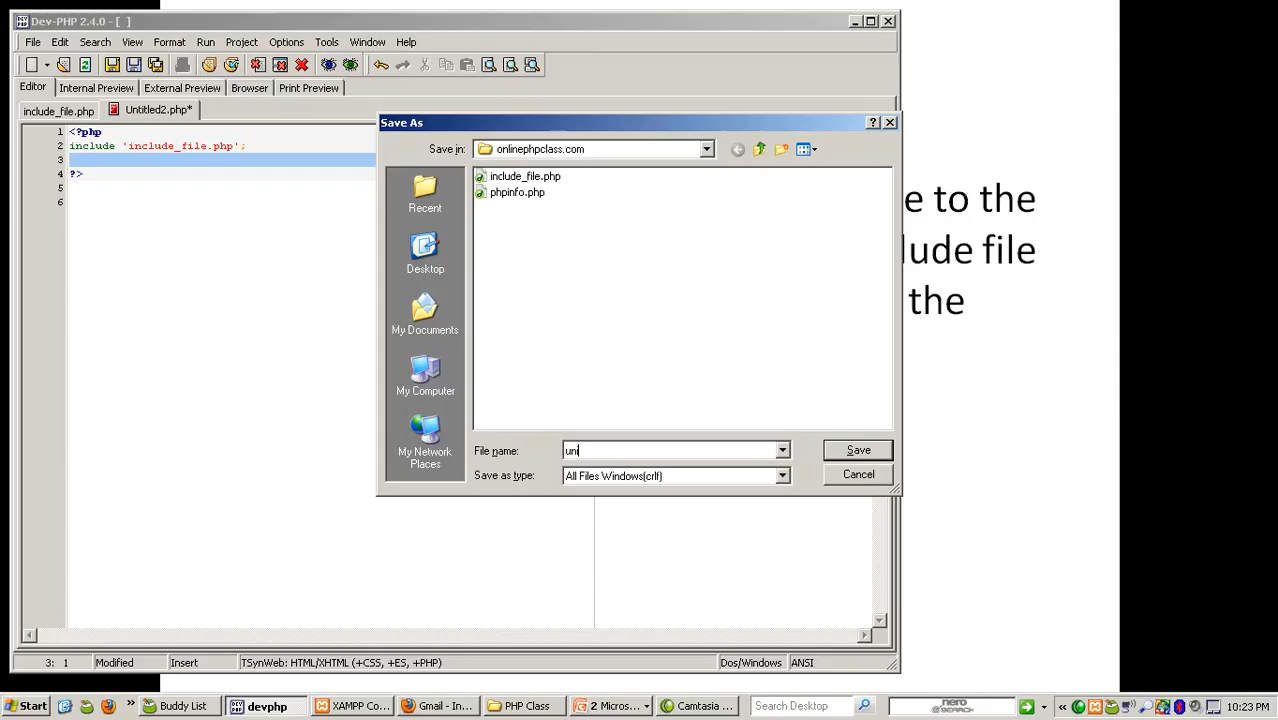 Dev-PHP 2.4.0 - [ ]
File Edit Search View Format Run Project Options Tools Window Help
Editor Internal Preview External Preview Browser Print Preview
include_file.php Untitled2.php*
1 <?php
2 include 'include_file.php';
3
4 ?>
5
6
Save As
Save in: onlinephpclass.com
include_file.php
phpinfo.php
Recent
Desktop
My Documents
My Computer
My Network
Places
File name: uni Save
Save as type: All Files Windows(crlf) Cancel
e to the
lude file
the
3: 1 Modified Insert TSynWeb: HTML/XHTML (+CSS, +ES, +PHP) Dos/Windows ANSI
Start Buddy List devphp XAMPP Co... Gmail - ... PHP Class 2 Micros... Camtasia ... Search Desktop nero SEARCH 10:23 PM